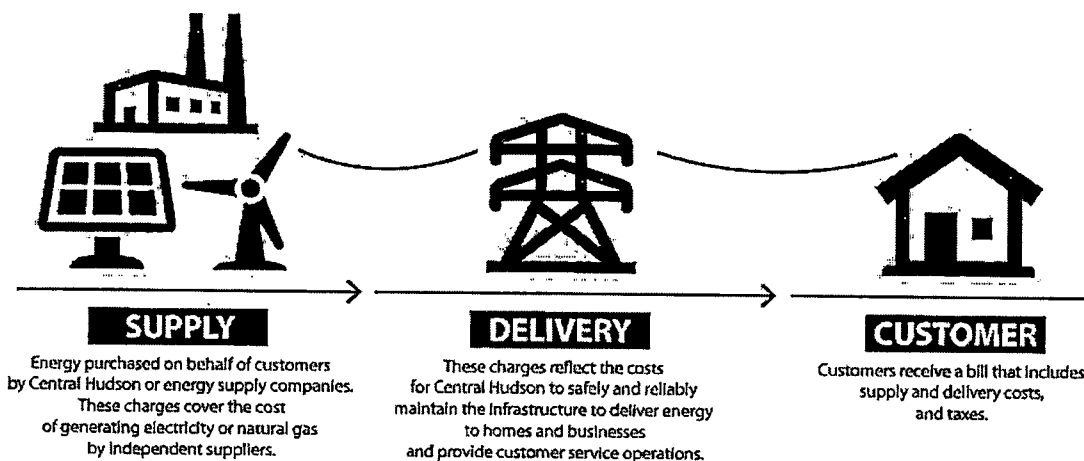 SUPPLY
Energy purchased on behalf of customers
by Central Hudson or energy supply companies.
These charges cover the cost
of generating electricity or natural gas
by independent suppliers.
DELIVERY
These charges reflect the costs
for Central Hudson to safely and reliably
maintain the infrastructure to deliver energy
to homes and businesses
and provide customer service operations.
CUSTOMER
Customers receive a bill that includes
supply and delivery costs,
and taxes.